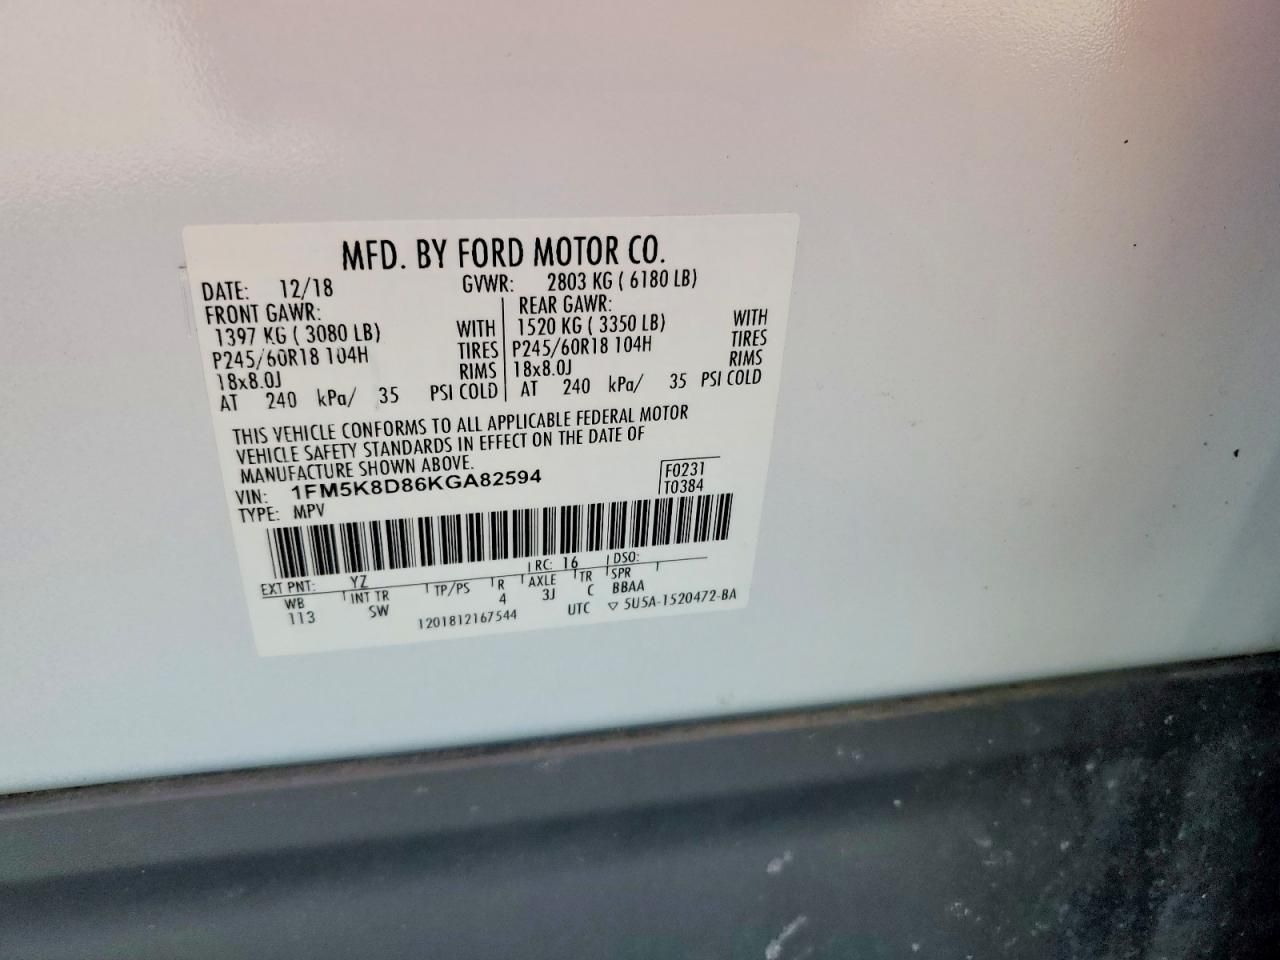 MFD. BY FORD MOTOR CO.
DATE: 12/18 GVWR: 2803 KG ( 6180 LB)
FRONT GAWR: REAR GAWR:
1397 KG ( 3080 LB) WITH 1520 KG ( 3350 LB) WITH
P245/60R18 104H TIRES P245/60R18 104H TIRES
18x8.0J RIMS 18x8.0J RIMS
AT 240 kPa/ 35 PSI COLD AT 240 kPa/ 35 PSI COLD
THIS VEHICLE CONFORMS TO ALL APPLICABLE FEDERAL MOTOR
VEHICLE SAFETY STANDARDS IN EFFECT ON THE DATE OF
MANUFACTURE SHOWN ABOVE.
VIN: 1FM5K8D86KGA82594 F0231
TYPE: MPV T0384
EXT PNT: YZ RC: 16 DSO:
WB INT TR TP/PS R AXLE TR SPR
113 SW 4 3J C BBAA
1201812167544 UTC ▽ 5U5A-1520472-BA